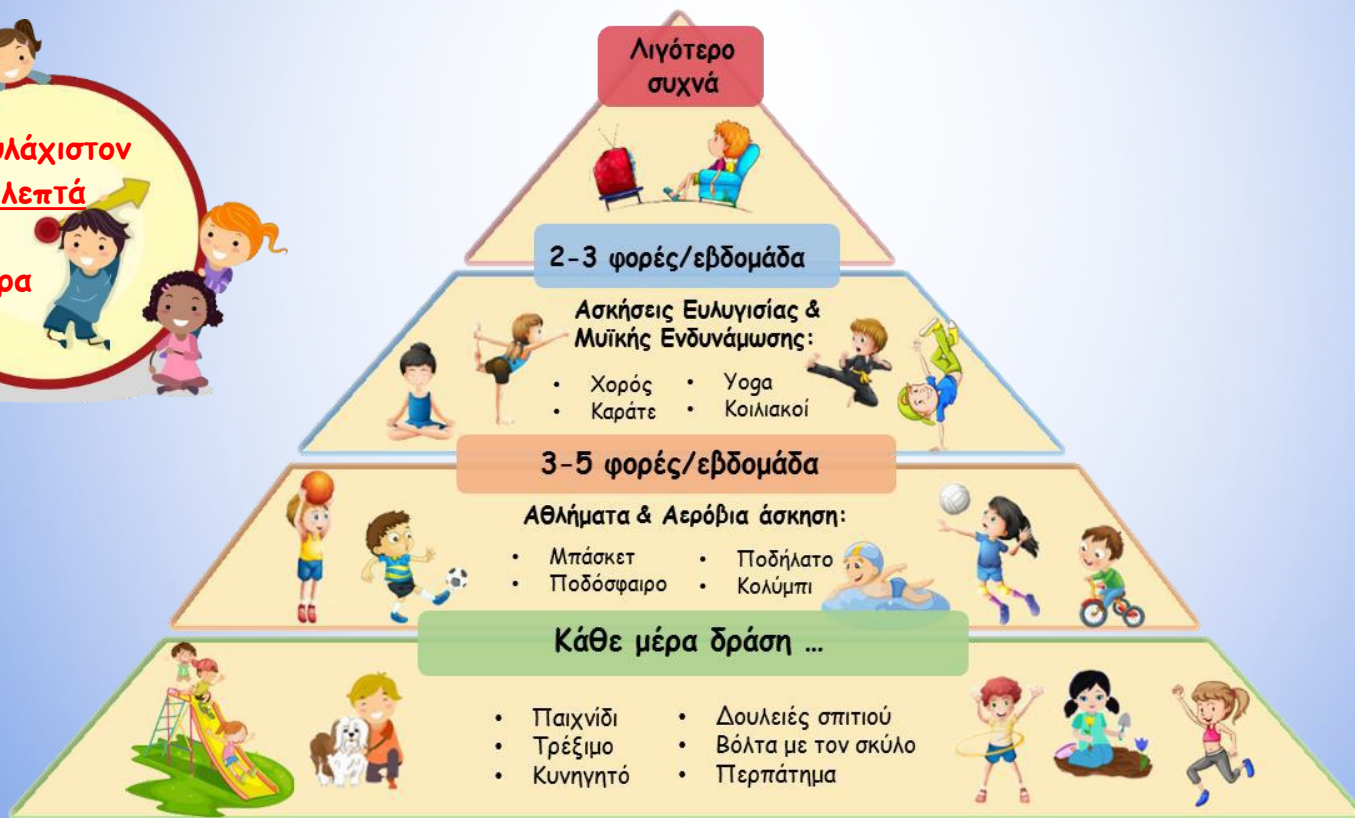 λεπτά
Λιγότερο
συχνά
2-3 φορές/εβδομάδα
Ασκήσεις Ευλυγισίας &
Μυϊκής Ενδυνάμωσης:
• Χορός • Yoga
• Καράτε • Κοιλιακοί
3-5 φορές/εβδομάδα
Αθλήματα & Αερόβια άσκηση:
• Μπάσκετ • Ποδήλατο
• Ποδόσφαιρο • Κολύμπι
Κάθε μέρα δράση ...
• Παιχνίδι • Δουλειές σπιτιού
• Τρέξιμο • Βόλτα με τον σκύλο
• Κυνηγητό • Περπάτημα